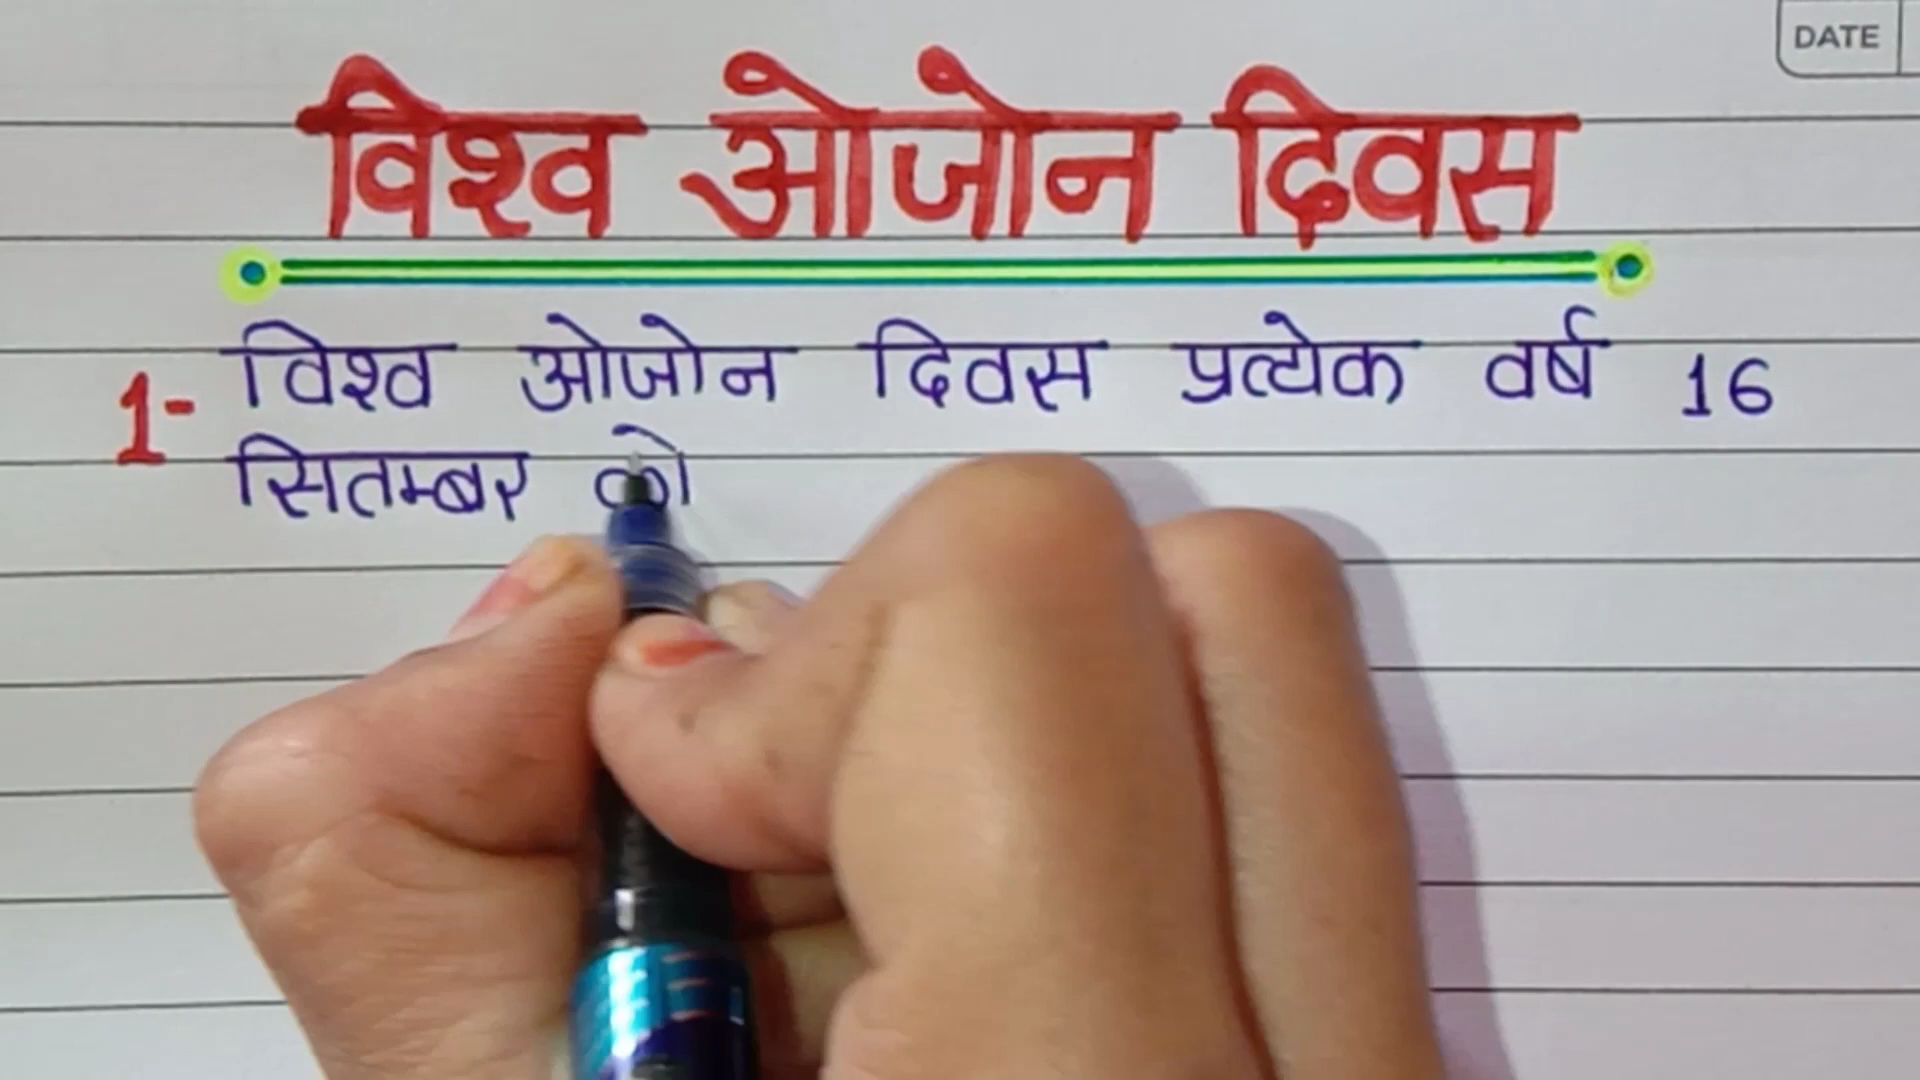 DATE
विश्व ओजोन दिवस
1- विश्व ओजोन दिवस प्रत्येक वर्ष 16
सितम्बर को